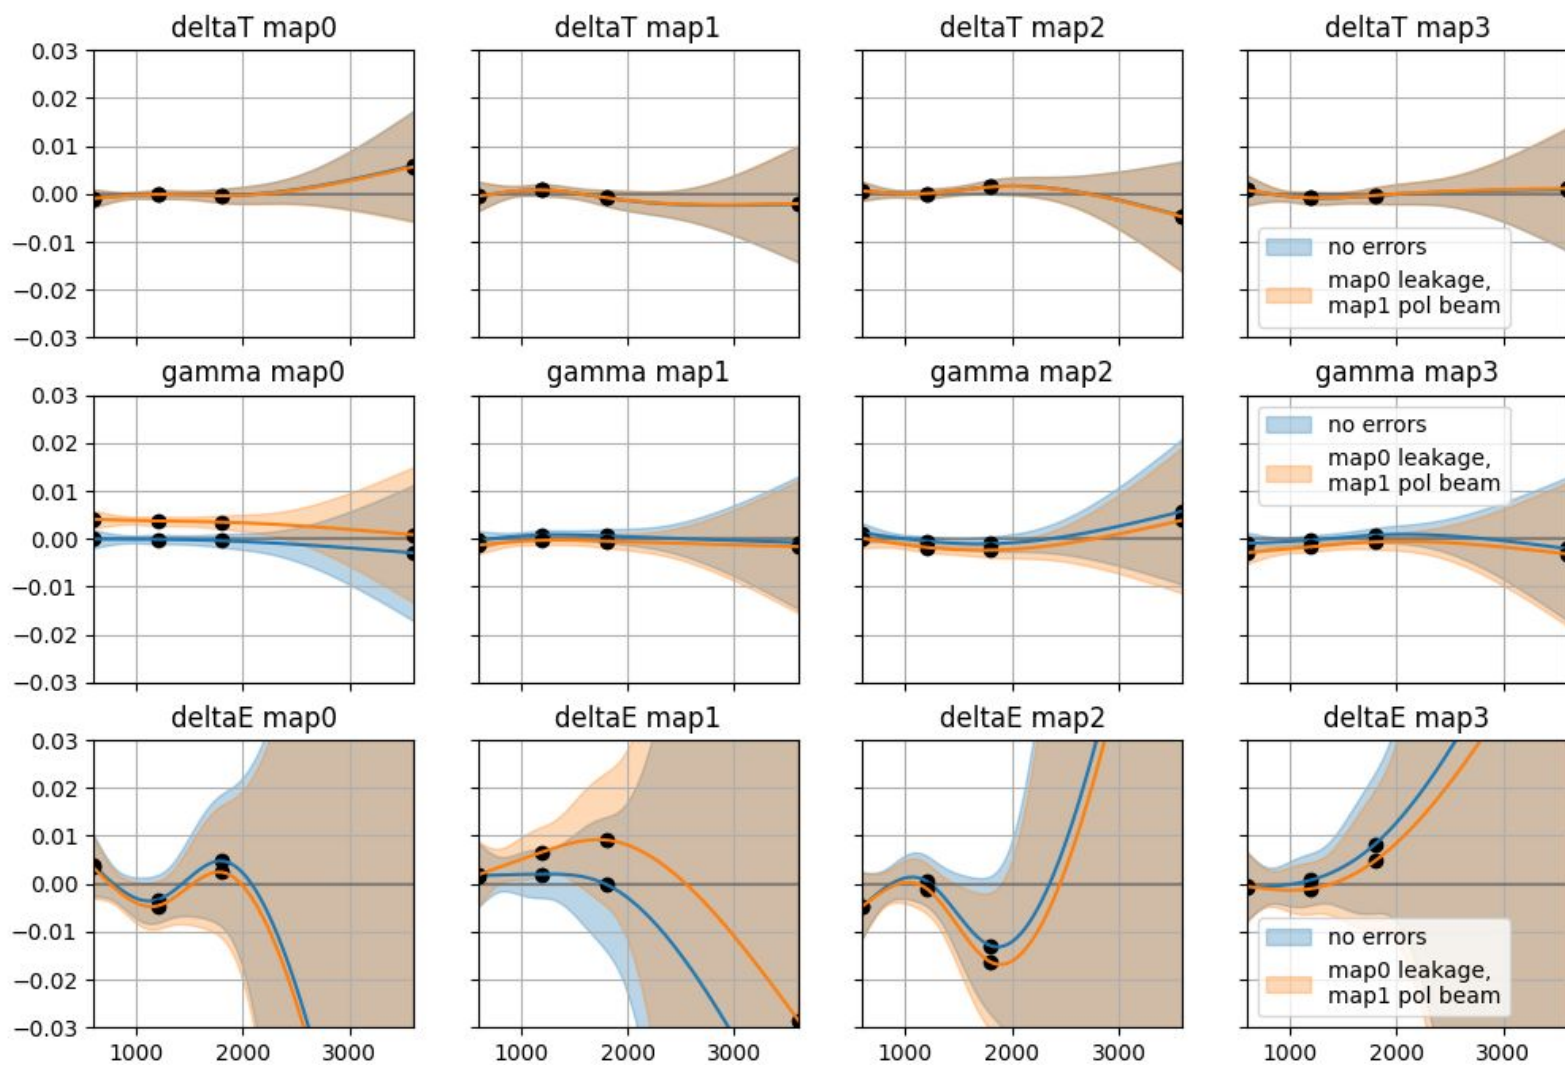 deltaT map0 deltaT map1 deltaT map2 deltaT map3
0.03
0.02
0.01
0.00
−0.01
−0.02
−0.03
no errors
map0 leakage,
map1 pol beam
gamma map0 gamma map1 gamma map2 gamma map3
0.03
0.02
0.01
0.00
−0.01
−0.02
−0.03
no errors
map0 leakage,
map1 pol beam
deltaE map0 deltaE map1 deltaE map2 deltaE map3
0.03
0.02
0.01
0.00
−0.01
−0.02
−0.03
no errors
map0 leakage,
map1 pol beam
1000 2000 3000 1000 2000 3000 1000 2000 3000 1000 2000 3000